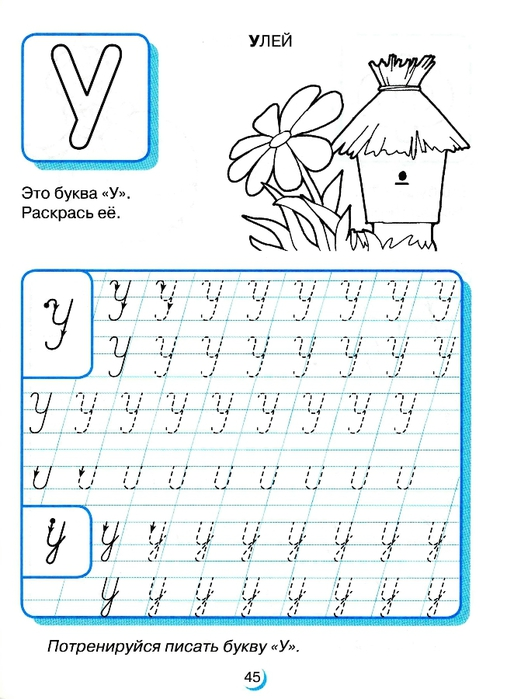 УЛЕЙ
У
Это буква «У».
Раскрась её.
У У У У У У У У У
У У У У У У У У
У У У У У У У У У
у у у у у у у у у
у у у у у у у у
Потренируйся писать букву «У».
45